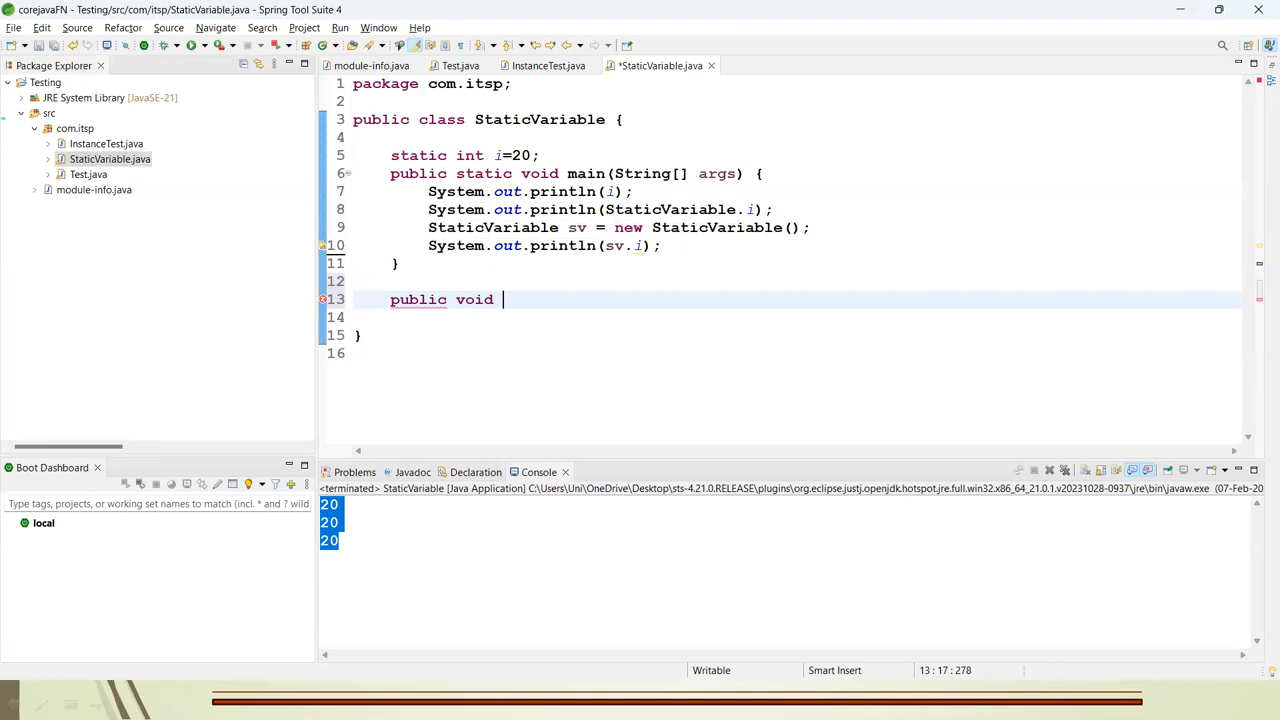 corejavaFN - Testing/src/com/itsp/StaticVariable.java - Spring Tool Suite 4
File Edit Source Refactor Source Navigate Search Project Run Window Help
Package Explorer
module-info.java Test.java InstanceTest.java *StaticVariable.java
Testing
JRE System Library [JavaSE-21]
src
com.itsp
InstanceTest.java
StaticVariable.java
Test.java
module-info.java
1 package com.itsp;
2
3 public class StaticVariable {
4
5 static int i=20;
6 public static void main(String[] args) {
7 System.out.println(i);
8 System.out.println(StaticVariable.i);
9 StaticVariable sv = new StaticVariable();
10 System.out.println(sv.i);
11 }
12
13 public void
14
15 }
16
Boot Dashboard
Type tags, projects, or working set names to match (incl. * and ? wild
local
Problems Javadoc Declaration Console
<terminated> StaticVariable [Java Application] C:\Users\Uni\OneDrive\Desktop\sts-4.21.0.RELEASE\plugins\org.eclipse.justj.openjdk.hotspot.jre.full.win32.x86_64_21.0.1.v20231028-0937\jre\bin\javaw.exe (07-Feb-20
20
20
20
Writable Smart Insert 13 : 17 : 278